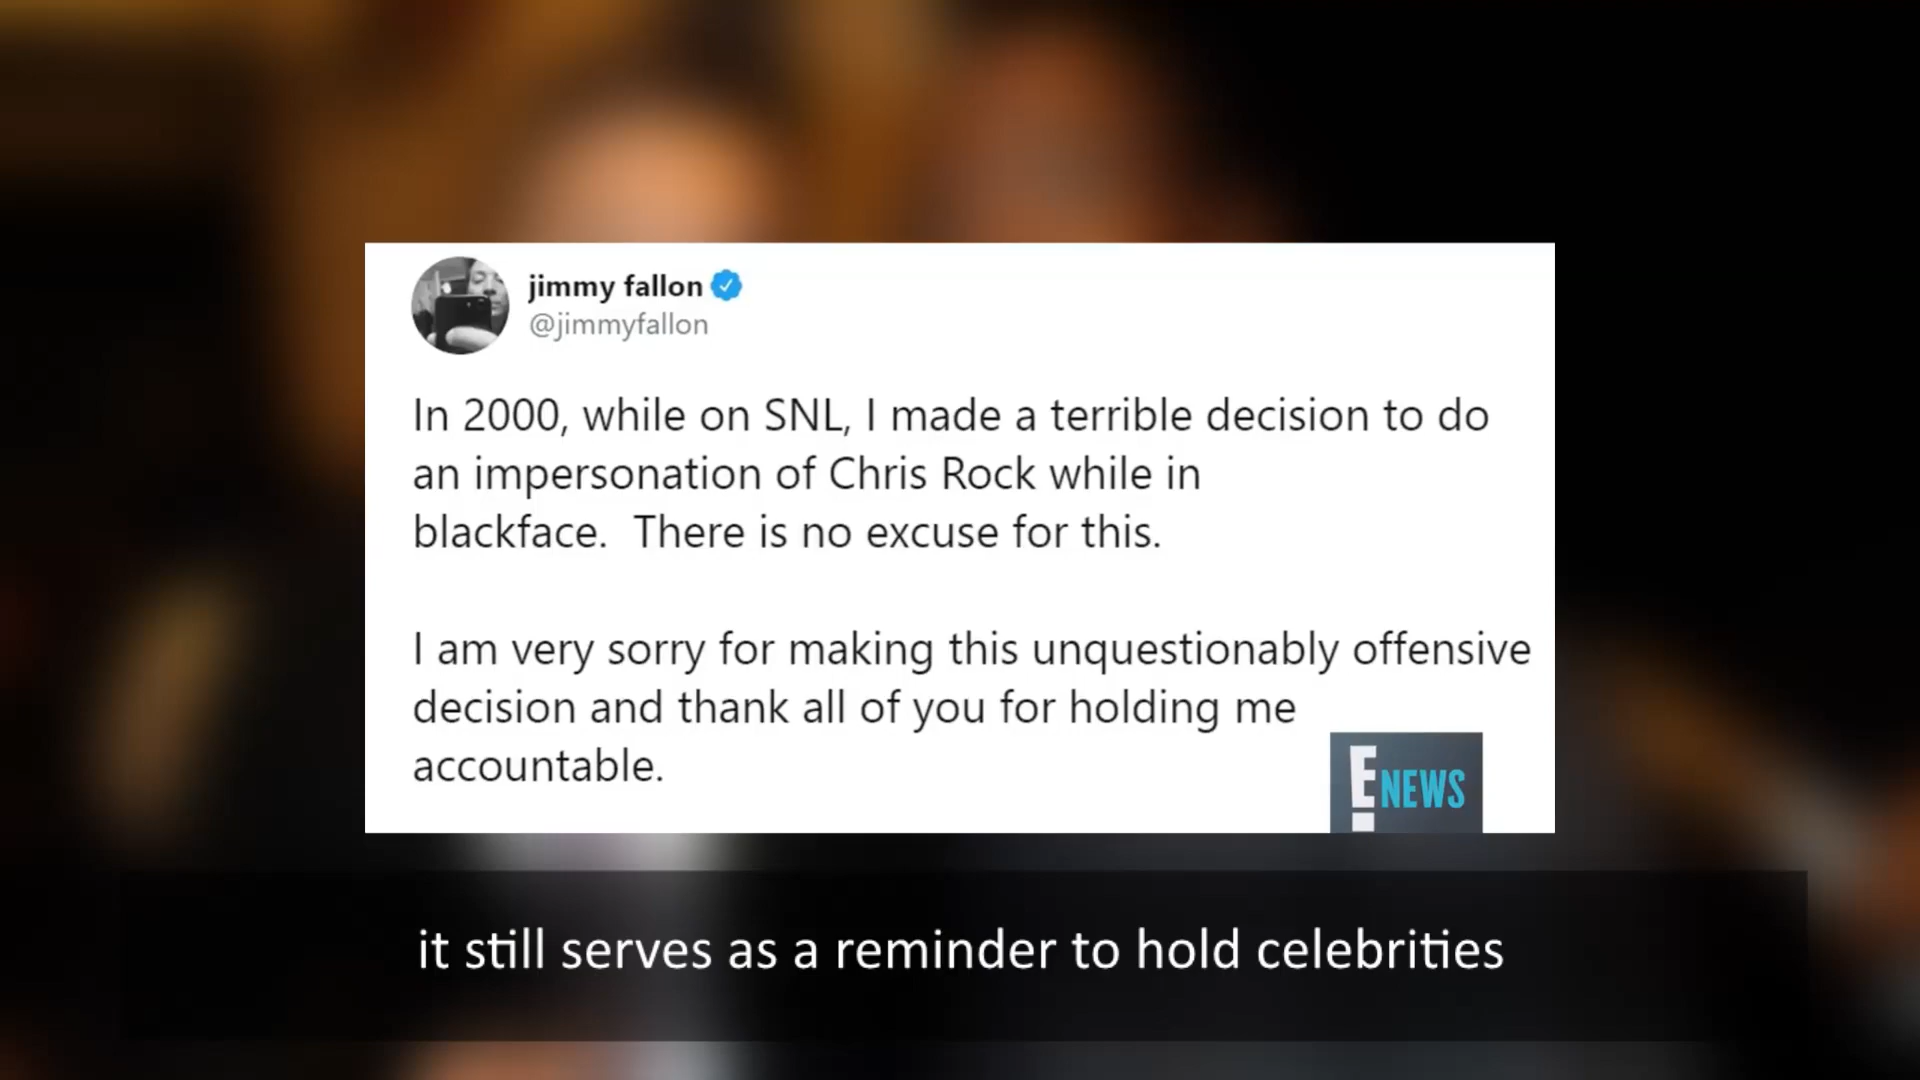 jimmy fallon
@jimmyfallon
In 2000, while on SNL, I made a terrible decision to do
an impersonation of Chris Rock while in
blackface.  There is no excuse for this.
I am very sorry for making this unquestionably offensive
decision and thank all of you for holding me
accountable.
E NEWS
it still serves as a reminder to hold celebrities